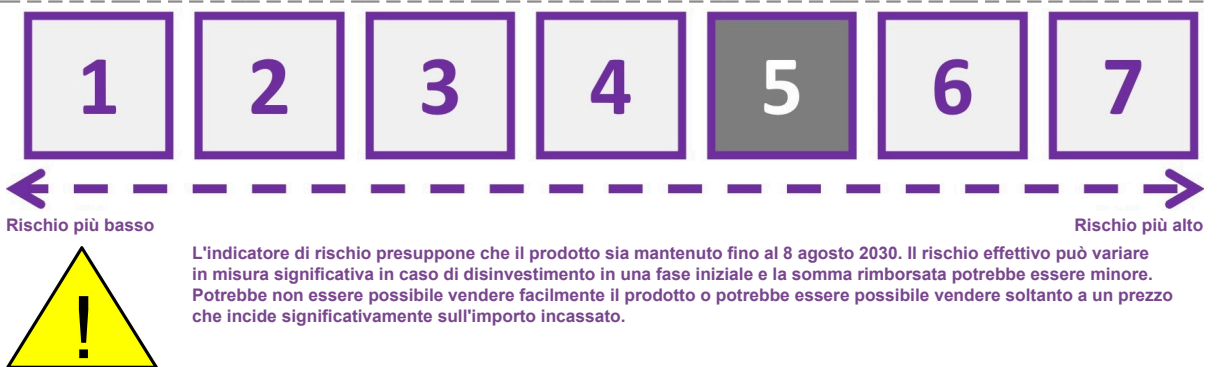 1 2 3 4 5 6 7
Rischio più basso Rischio più alto
L'indicatore di rischio presuppone che il prodotto sia mantenuto fino al 8 agosto 2030. Il rischio effettivo può variare
in misura significativa in caso di disinvestimento in una fase iniziale e la somma rimborsata potrebbe essere minore.
Potrebbe non essere possibile vendere facilmente il prodotto o potrebbe essere possibile vendere soltanto a un prezzo
che incide significativamente sull'importo incassato.
!